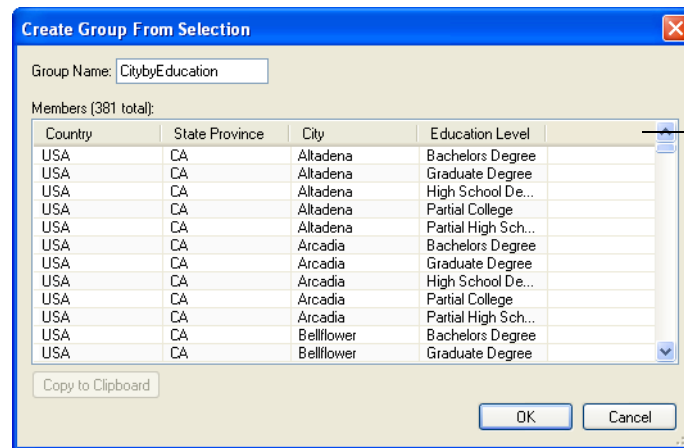 Create Group From Selection
Group Name: CitybyEducation
Members (381 total):
Country State Province City Education Level
USA CA Altadena Bachelors Degree
USA CA Altadena Graduate Degree
USA CA Altadena High School De...
USA CA Altadena Partial College
USA CA Altadena Partial High Sch...
USA CA Arcadia Bachelors Degree
USA CA Arcadia Graduate Degree
USA CA Arcadia High School De...
USA CA Arcadia Partial College
USA CA Arcadia Partial High Sch...
USA CA Bellflower Bachelors Degree
USA CA Bellflower Graduate Degree
Copy to Clipboard
OK Cancel